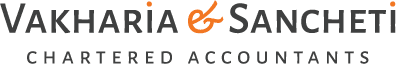 VAKHARIA & SANCHETI
CHARTERED ACCOUNTANTS